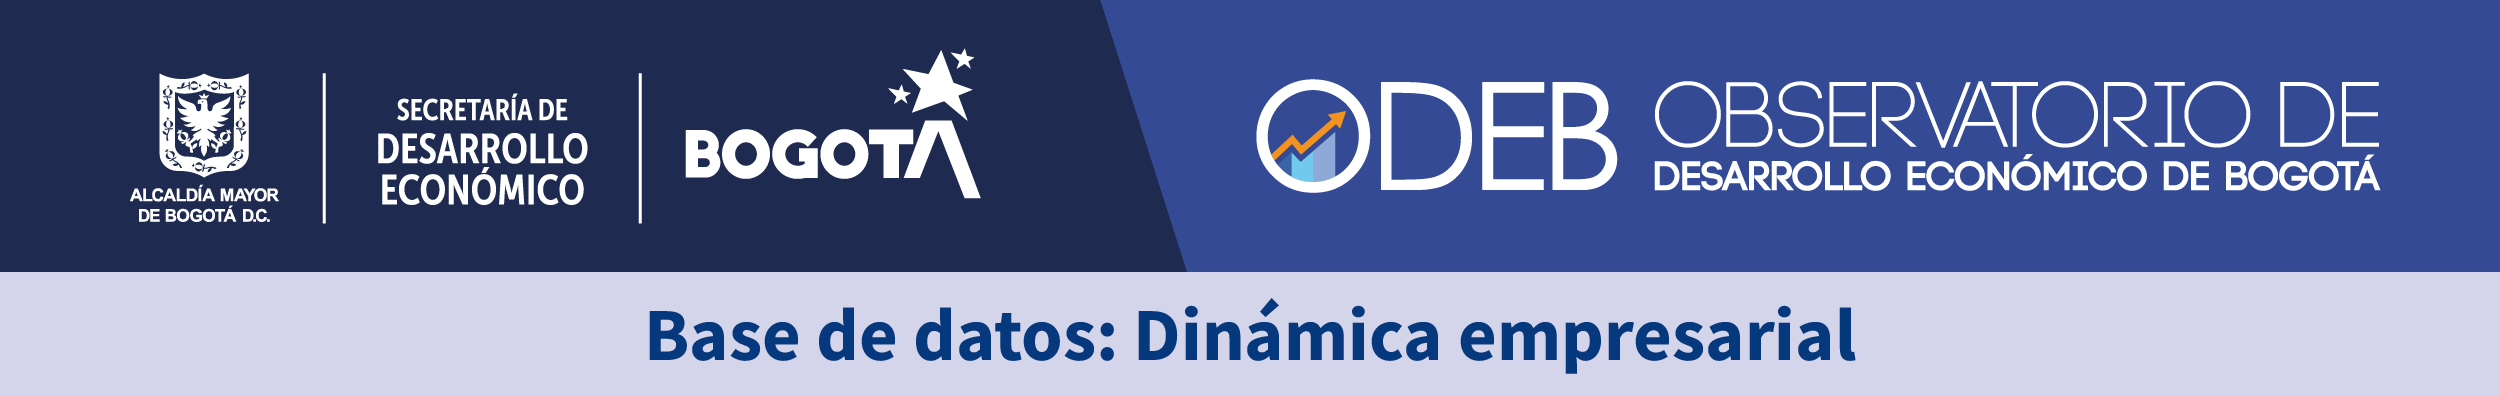 ALCALDÍA MAYOR
DE BOGOTÁ D.C.
SECRETARÍA DE
DESARROLLO
ECONÓMICO
BOGOTÁ
ODEB
OBSERVATORIO DE
DESARROLLO ECONÓMICO DE BOGOTÁ
Base de datos: Dinámica empresarial